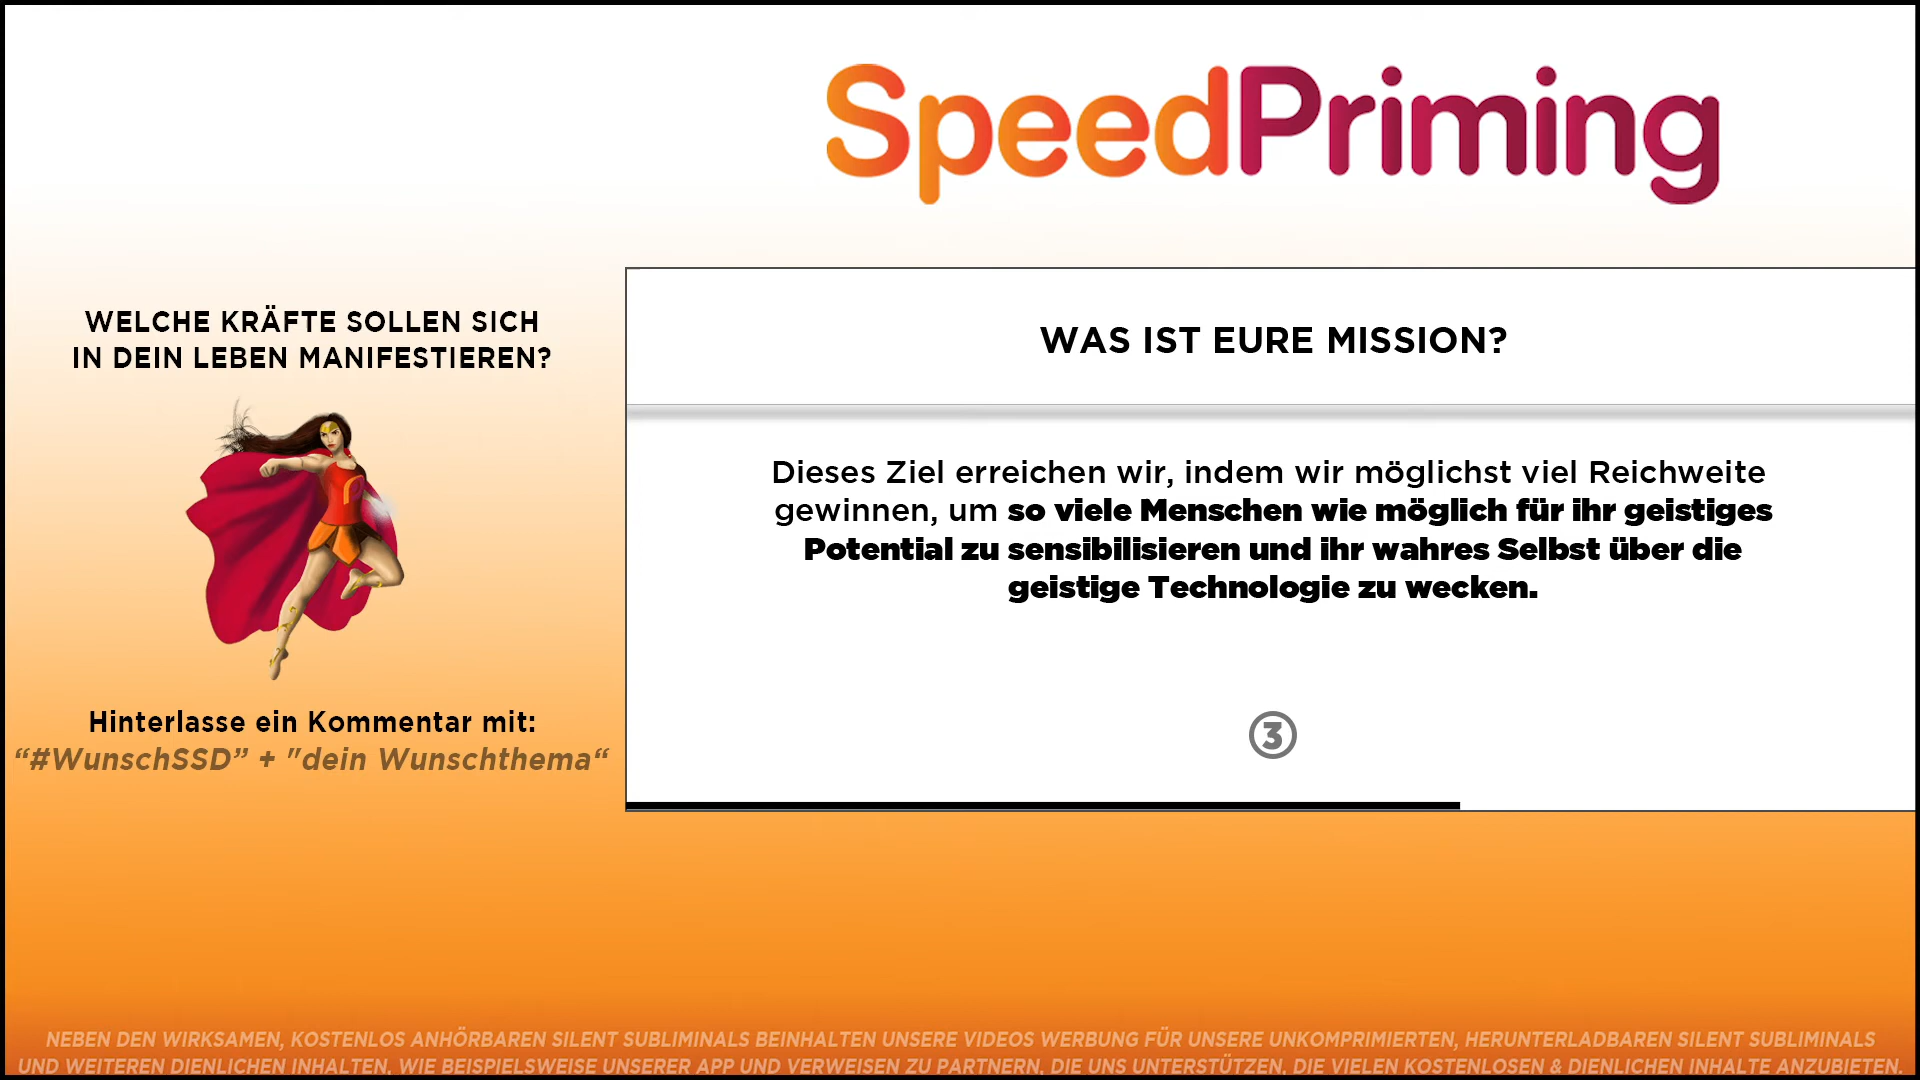 SpeedPriming
WELCHE KRÄFTE SOLLEN SICH
IN DEIN LEBEN MANIFESTIEREN?
Hinterlasse ein Kommentar mit:
“#WunschSSD” + "dein Wunschthema“
WAS IST EURE MISSION?
Dieses Ziel erreichen wir, indem wir möglichst viel Reichweite
gewinnen, um so viele Menschen wie möglich für ihr geistiges
Potential zu sensibilisieren und ihr wahres Selbst über die
geistige Technologie zu wecken.
3
NEBEN DEN WIRKSAMEN, KOSTENLOS ANHÖRBAREN SILENT SUBLIMINALS BEINHALTEN UNSERE VIDEOS WERBUNG FÜR UNSERE UNKOMPRIMIERTEN, HERUNTERLADBAREN SILENT SUBLIMINALS
UND WEITEREN DIENLICHEN INHALTEN, WIE BEISPIELSWEISE UNSERER APP UND VERWEISEN ZU PARTNERN, DIE UNS UNTERSTÜTZEN, DIE VIELEN KOSTENLOSEN & DIENLICHEN INHALTE ANZUBIETEN.